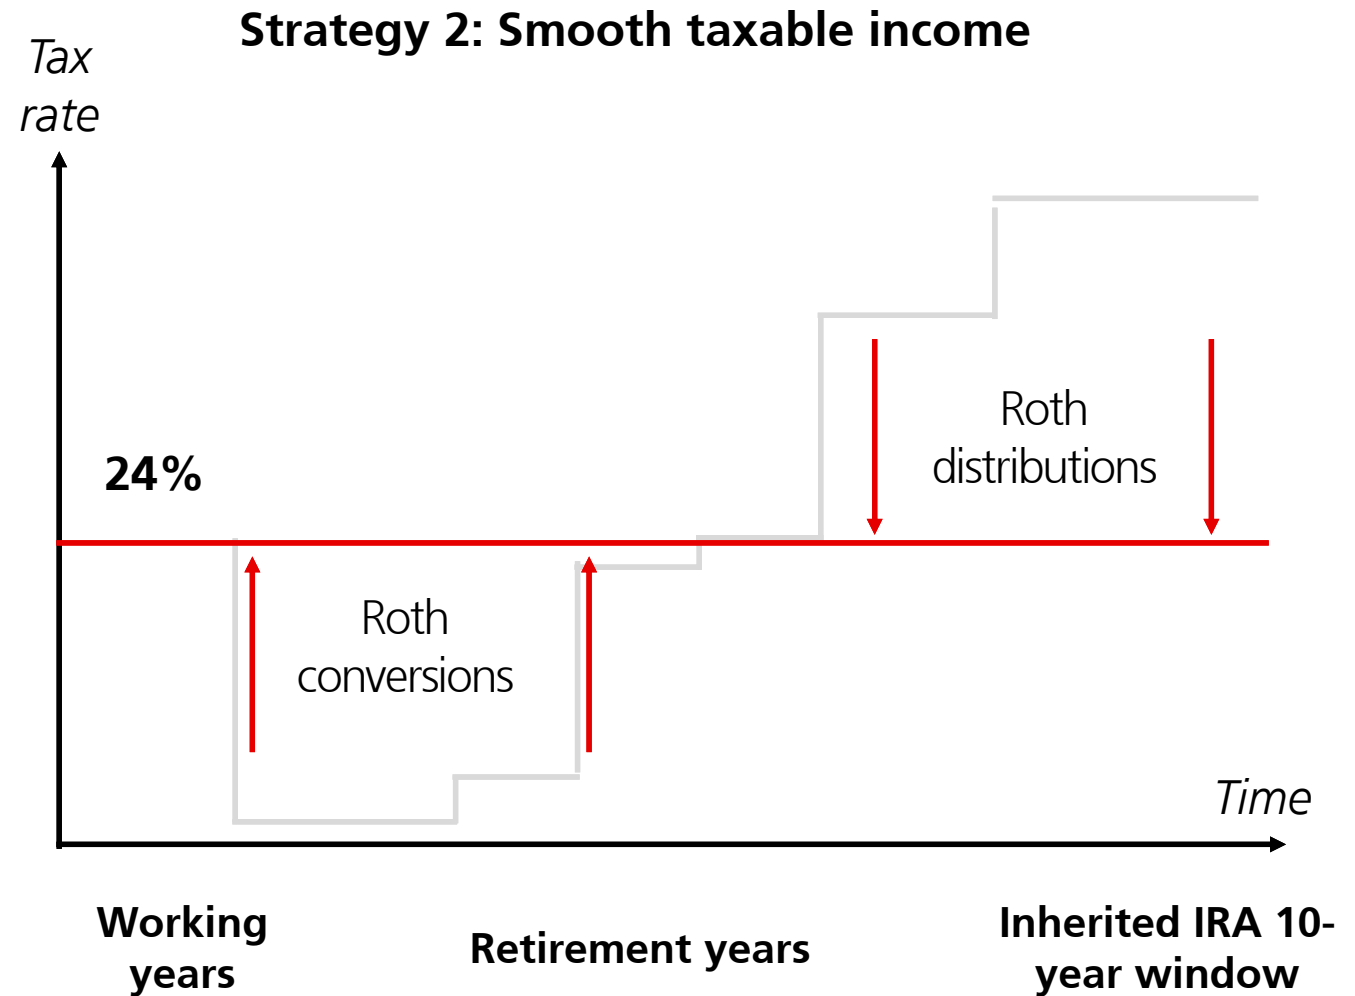 Strategy 2: Smooth taxable income
Tax
rate
24%
Roth
distributions
Roth
conversions
Time
Working
years
Retirement years
Inherited IRA 10-
year window